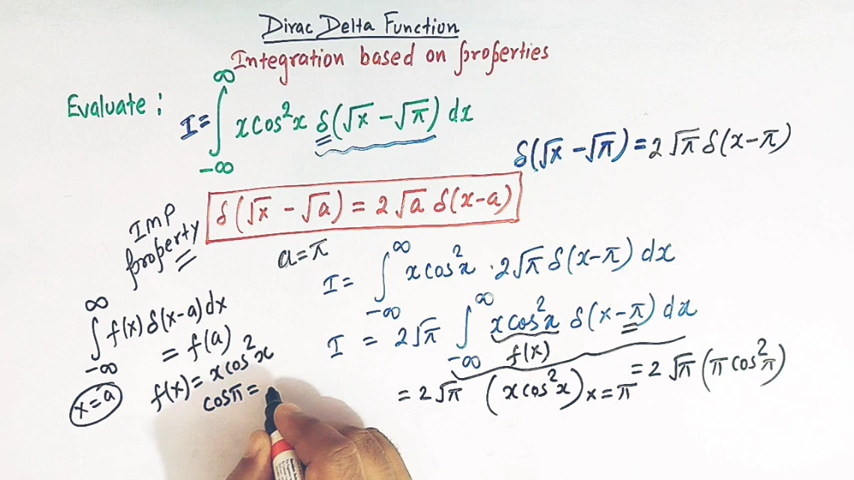 Dirac Delta Function
Integration based on properties
Evaluate : I = ∫_{-∞}^{∞} x cos²x δ(√x − √π) dx
δ(√x − √π) = 2√π δ(x−π)
IMP property
δ(√x − √a) = 2√a δ(x−a)
a=π
I = ∫_{-∞}^{∞} x cos²x · 2√π δ(x−π) dx
I = 2√π ∫_{-∞}^{∞} x cos²x δ(x−π) dx
f(x)
= 2√π (x cos²x)_{x=π} = 2√π (π cos²π)
∫_{-∞}^{∞} f(x) δ(x−a) dx
= f(a)
x=a
f(x) = x cos²x
cosπ =